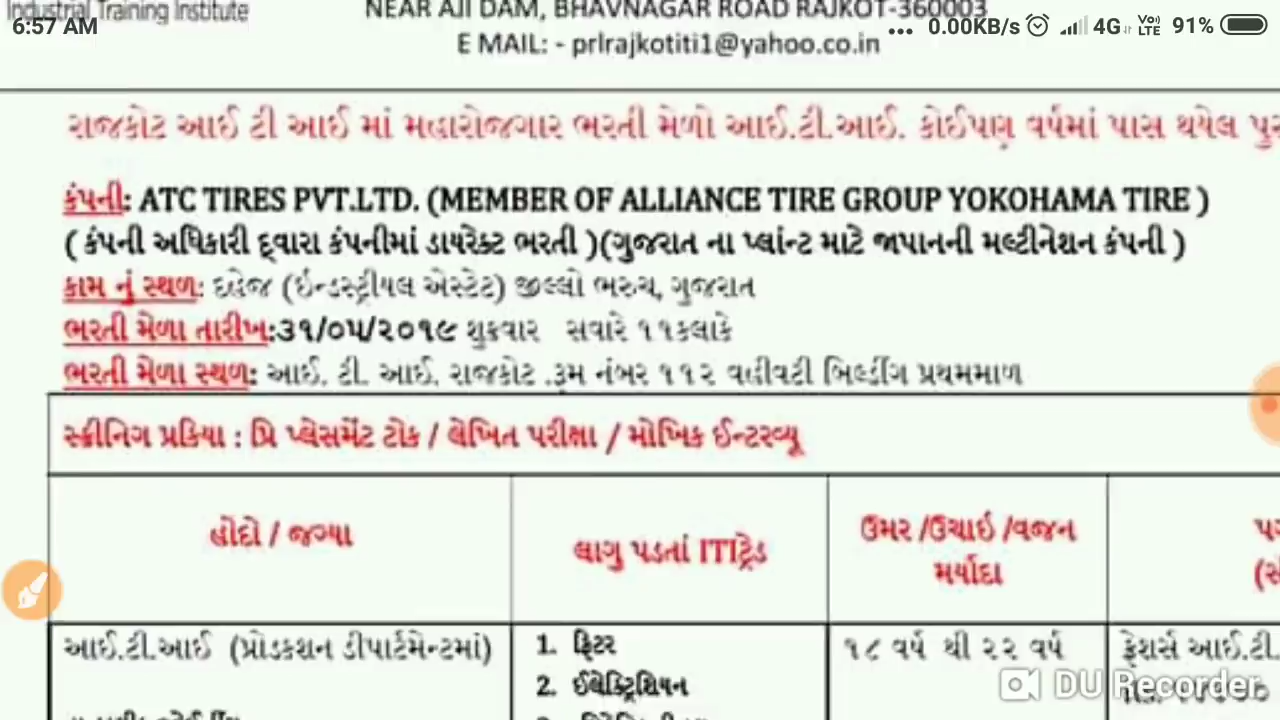 Industrial Training Institute
NEAR AJI DAM, BHAVNAGAR ROAD RAJKOT-360003
6:57 AM
0.00KB/s 4G VoLTE 91%
E MAIL: - prlrajkotiti1@yahoo.co.in
રાજકોટ આઈ ટી આઈ માં મહારોજગાર ભરતી મેળો આઈ.ટી.આઈ. કોઈપણ વર્ષમાં પાસ થયેલ
કંપની: ATC TIRES PVT.LTD. (MEMBER OF ALLIANCE TIRE GROUP YOKOHAMA TIRE )
( કંપની અધિકારી દ્વારા કંપનીમાં ડાયરેક્ટ ભરતી )(ગુજરાત ના પ્લાંન્ટ માટે જાપાનની મલ્ટીનેશન કંપની )
કામ નું સ્થળ: દહેજ (ઇન્ડસ્ટ્રીયલ એસ્ટેટ) જીલ્લો ભરુચ, ગુજરાત
ભરતી મેળા તારીખ:૩૧/૦૫/૨૦૧૯ શુક્રવાર સવારે ૧૧કલાકે
ભરતી મેળા સ્થળ: આઈ. ટી. આઈ. રાજકોટ .રૂમ નંબર ૧૧૨ વહીવટી બિલ્ડીંગ પ્રથમમાળ
સ્ક્રીનિગ પ્રકિયા : પ્રિ પ્લેસમેંટ ટોક / લેખિત પરીક્ષા / મોખિક ઈન્ટરવ્યૂ
હોદો / જગ્યા
લાગુ પડતાં ITIટ્રેડ
ઉમર /ઉચાઇ /વજન
મર્યાદા
આઈ.ટી.આઈ (પ્રોડકશન ડીપાર્ટમેન્ટમાં)
1. ફિટર
2. ઈલેક્ટ્રિશિયન
૧૮ વર્ષ થી ૨૨ વર્ષ
ફ્રેશર્સ આઈ.ટી.
DU Recorder